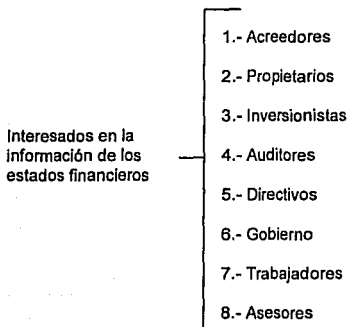 Interesados en la
información de los
estados financieros
1.- Acreedores
2.- Propietarios
3.- Inversionistas
4.- Auditores
5.- Directivos
6.- Gobierno
7.- Trabajadores
8.- Asesores